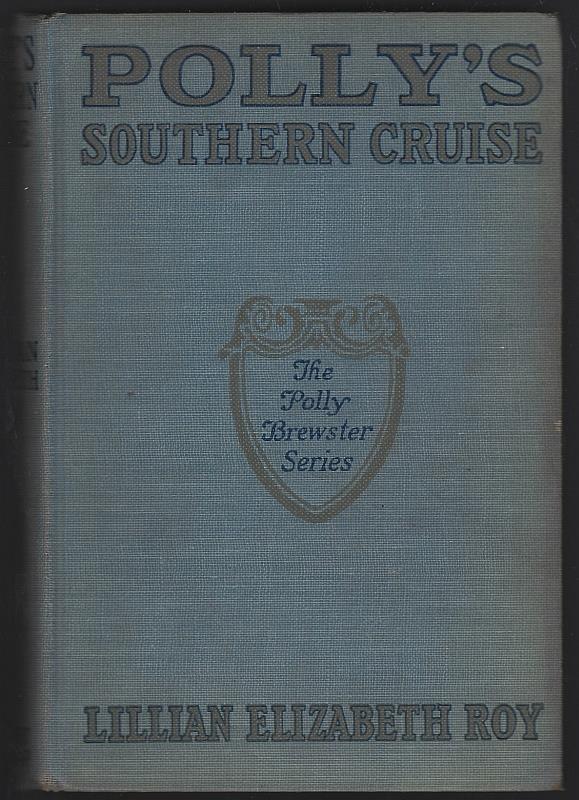 POLLY'S
SOUTHERN CRUISE
The
Polly
Brewster
Series
LILLIAN ELIZABETH ROY